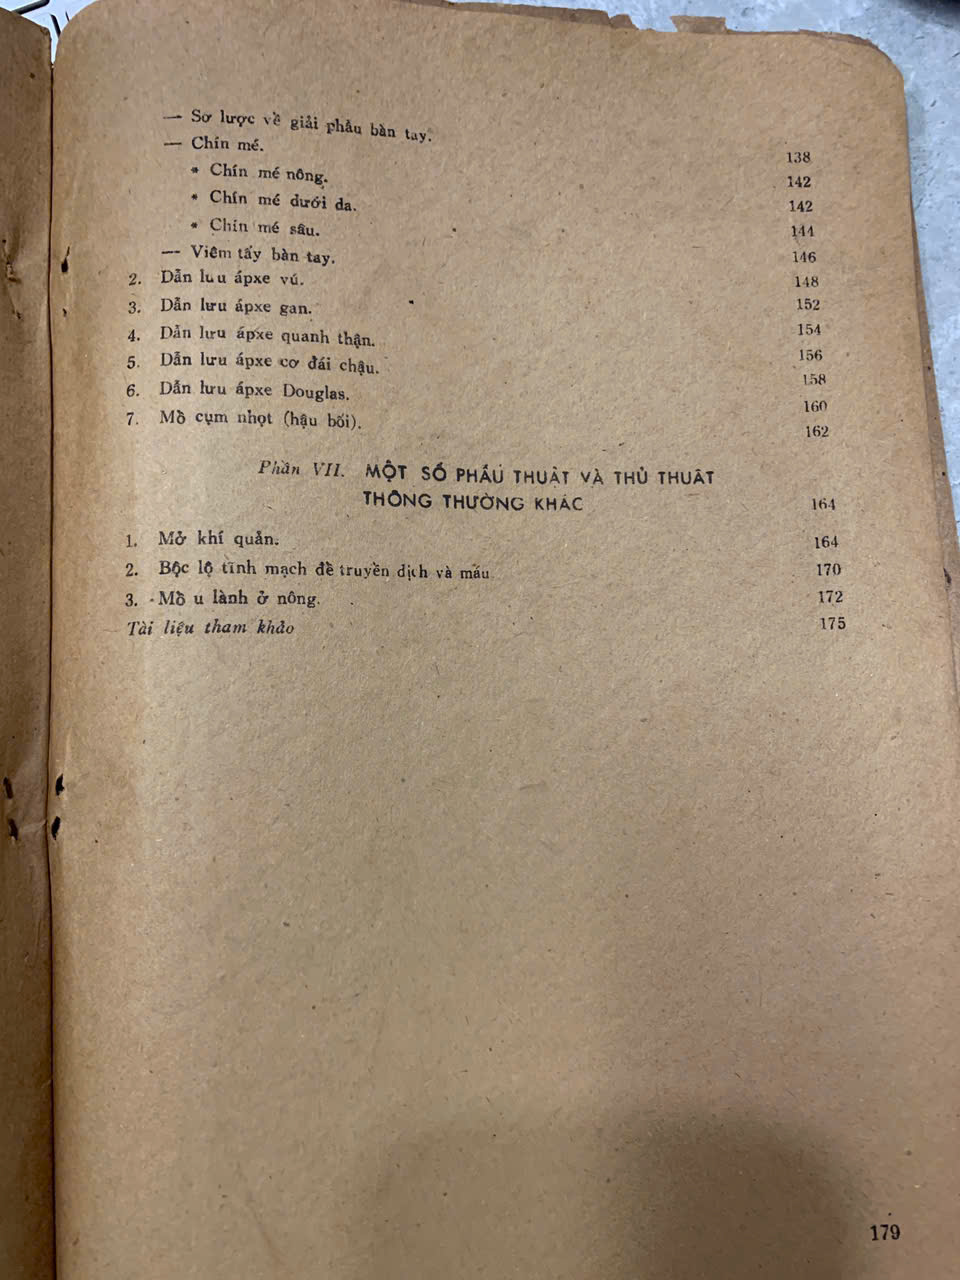 — Sơ lược về giải phẫu bàn tay. 138
— Chín mé. 142
* Chín mé nông. 142
* Chín mé dưới da. 144
* Chín mé sâu. 146
— Viêm tấy bàn tay. 148
2. Dẫn lưu ápxe vú. 152
3. Dẫn lưu ápxe gan. 154
4. Dẫn lưu ápxe quanh thận. 156
5. Dẫn lưu ápxe cơ đái chậu. 158
6. Dẫn lưu ápxe Douglas. 160
7. Mổ cụm nhọt (hậu bối). 162
Phần VII. MỘT SỐ PHẪU THUẬT VÀ THỦ THUẬT
THÔNG THƯỜNG KHÁC 164
1. Mở khí quản. 164
2. Bộc lộ tĩnh mạch để truyền dịch và máu 170
3. Mổ u lành ở nông. 172
Tài liệu tham khảo 175
179